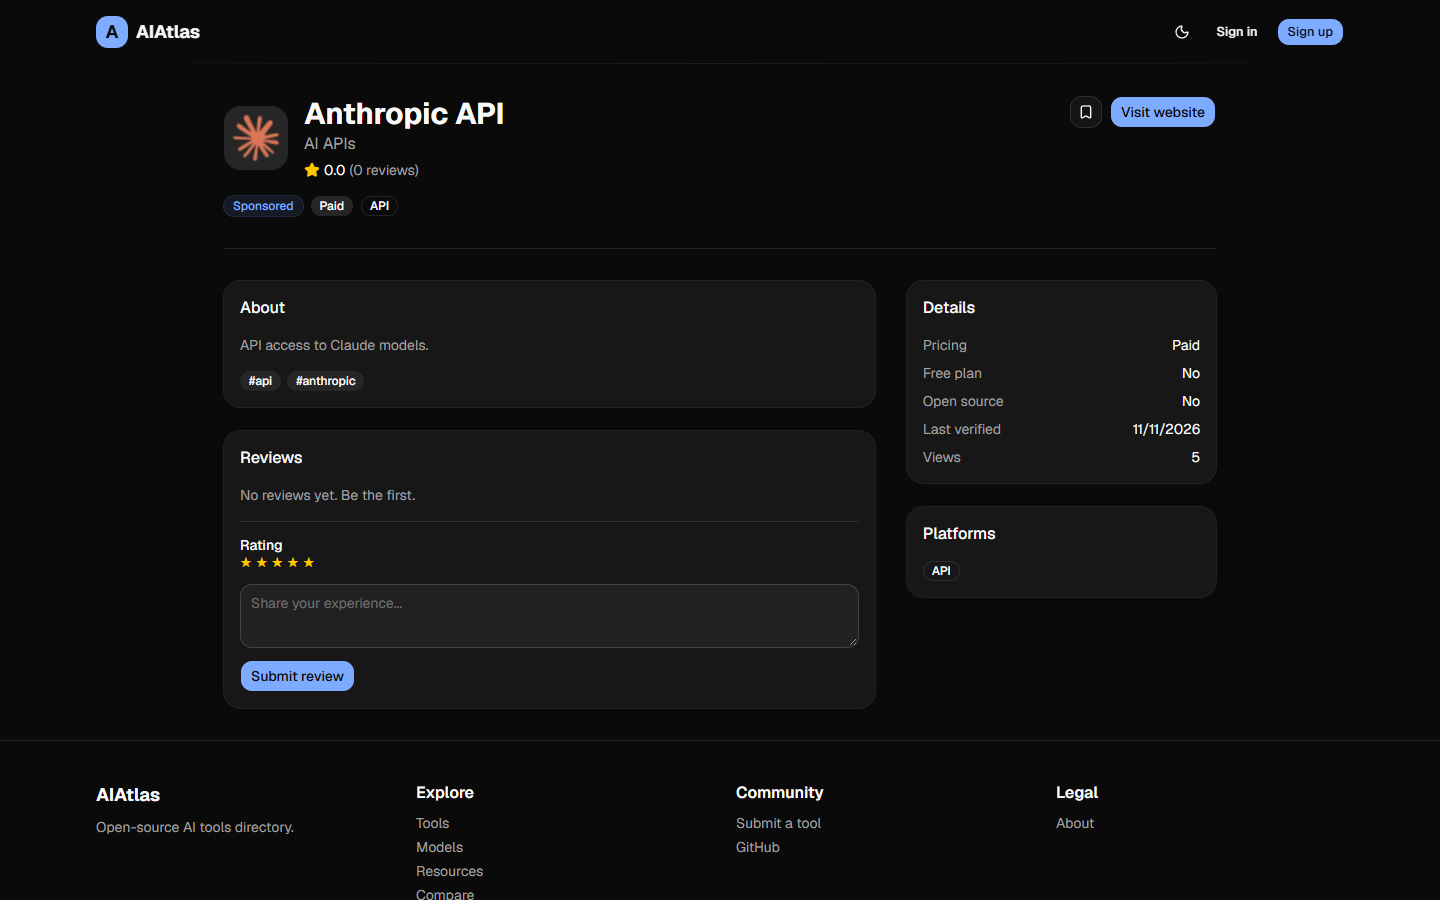 A AIAtlas
Sign in
Sign up
Anthropic API
AI APIs
0.0 (0 reviews)
Visit website
Sponsored Paid API
About
API access to Claude models.
#api #anthropic
Reviews
No reviews yet. Be the first.
Rating
★ ★ ★ ★ ★
Share your experience...
Submit review
Details
Pricing Paid
Free plan No
Open source No
Last verified 11/11/2026
Views 5
Platforms
API
AIAtlas
Open-source AI tools directory.
Explore
Tools
Models
Resources
Compare
Community
Submit a tool
GitHub
Legal
About